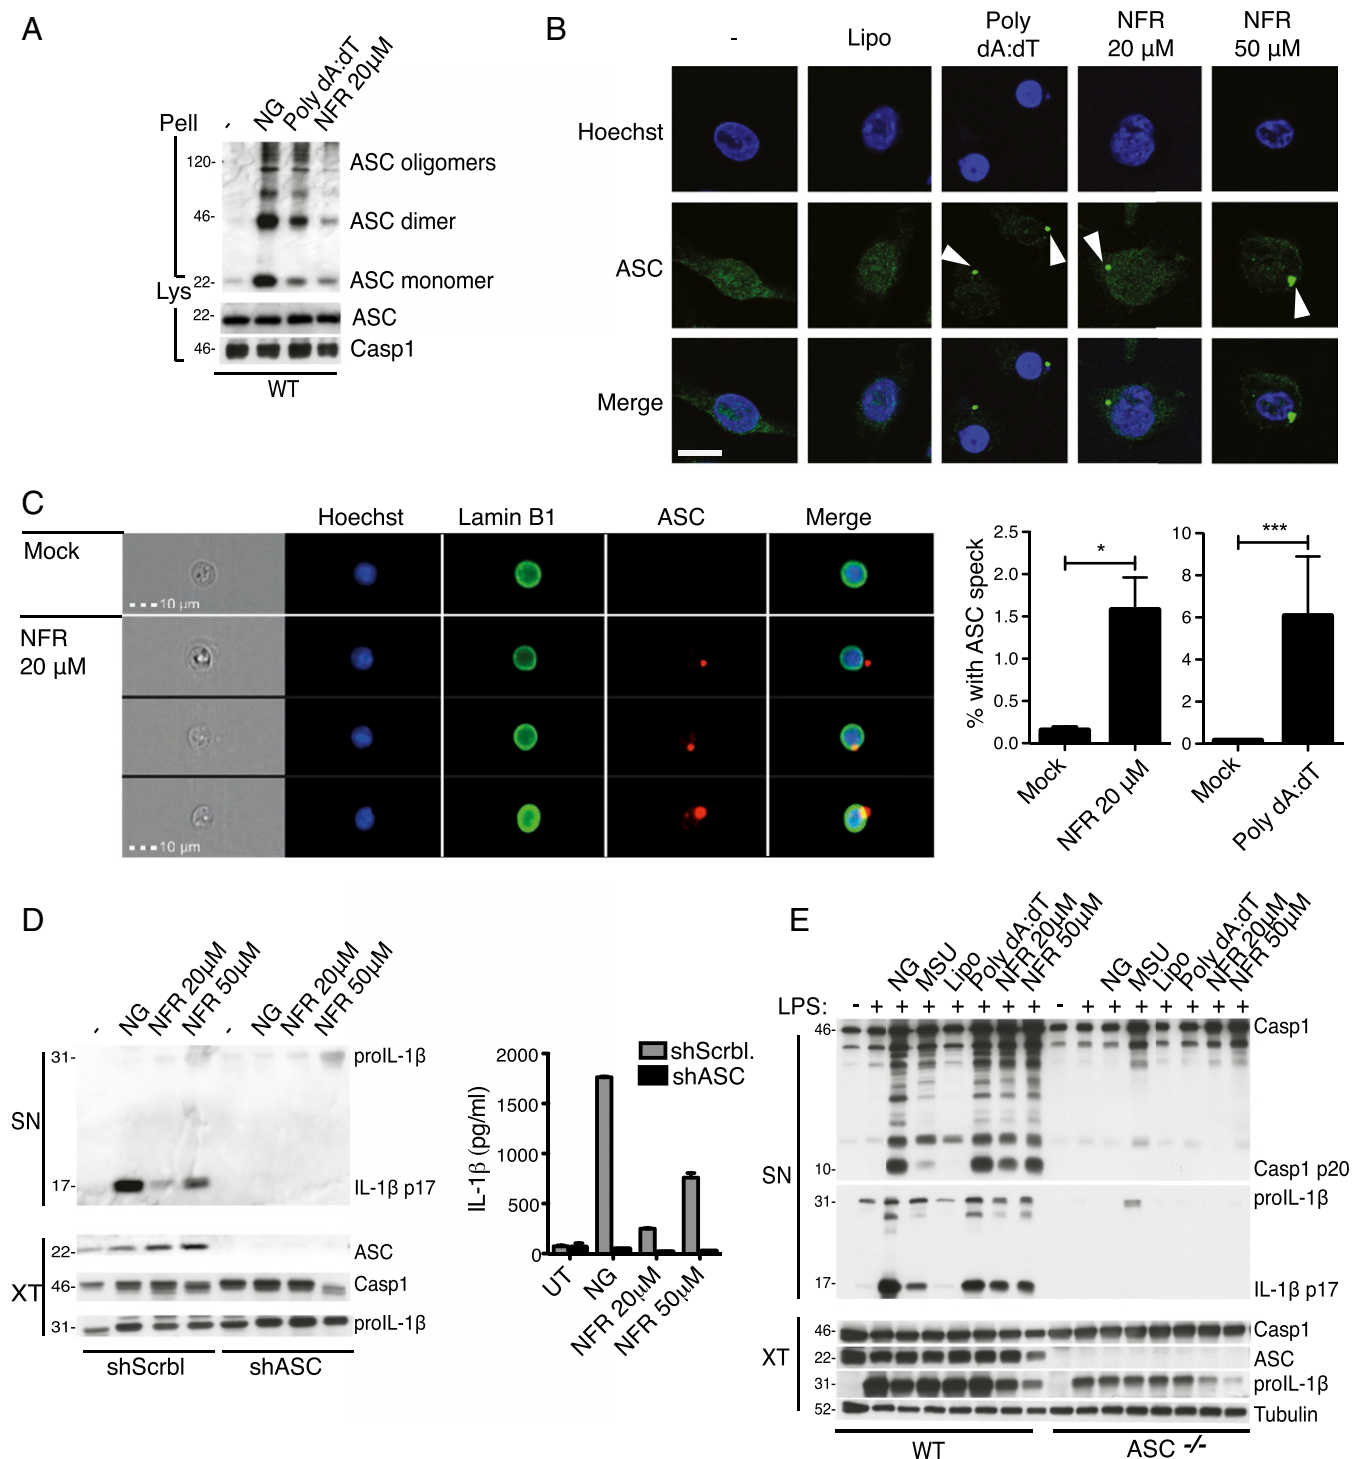 A
-
NG
Poly dA:dT
NFR 20µM
Pell
120-
ASC oligomers
46-
ASC dimer
22-
ASC monomer
Lys
22-
ASC
46-
Casp1
WT
B
-
Lipo
Poly
dA:dT
NFR
20 µM
NFR
50 µM
Hoechst
ASC
Merge
C
Hoechst
Lamin B1
ASC
Merge
Mock
10 µm
NFR
20 µM
10 µm
% with ASC speck
2.5
2.0
1.5
1.0
0.5
0.0
*
Mock
NFR 20 µM
10
8
6
4
2
0
***
Mock
Poly dA:dT
D
-
NG
NFR 20µM
NFR 50µM
-
NG
NFR 20µM
NFR 50µM
SN
31-
proIL-1β
17-
IL-1β p17
XT
22-
ASC
46-
Casp1
31-
proIL-1β
shScrbl
shASC
IL-1β (pg/ml)
2000
1500
1000
500
0
shScrbl.
shASC
UT
NG
NFR 20µM
NFR 50µM
E
NG
MSU
Lipo
Poly dA:dT
NFR 20µM
NFR 50µM
NG
MSU
Lipo
Poly dA:dT
NFR 20µM
NFR 50µM
LPS: - + + + + + + + - + + + + + + +
SN
46-
Casp1
10-
Casp1 p20
31-
proIL-1β
17-
IL-1β p17
XT
46-
Casp1
22-
ASC
31-
proIL-1β
52-
Tubulin
WT
ASC -/-